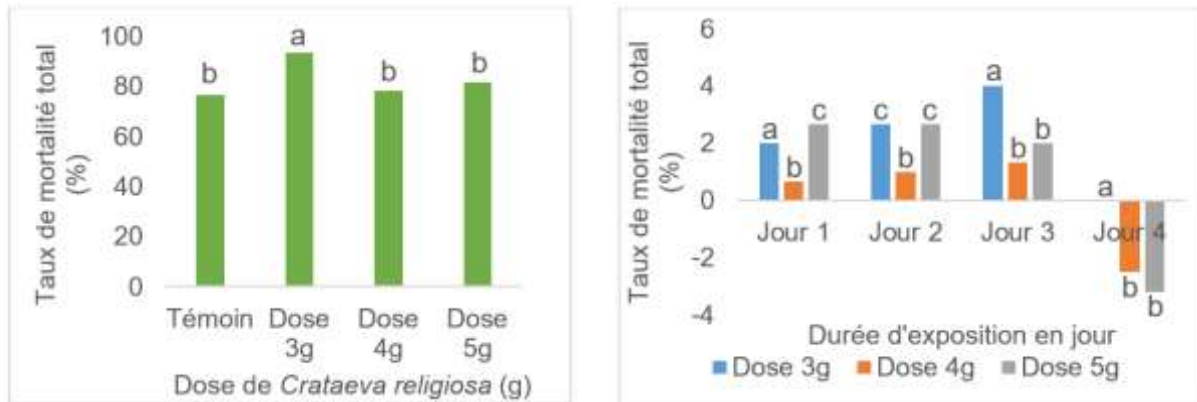 Taux de mortalité total
(%)
100
80
60
40
20
0
b
a
b
b
Témoin
Dose
3g
Dose
4g
Dose
5g
Dose de Crataeva religiosa (g)
Taux de mortalité total
(%)
6
4
2
0
-2
-4
a
b
c
c
b
c
a
b
b
a
b
b
Jour 1
Jour 2
Jour 3
Jour 4
Durée d'exposition en jour
Dose 3g
Dose 4g
Dose 5g